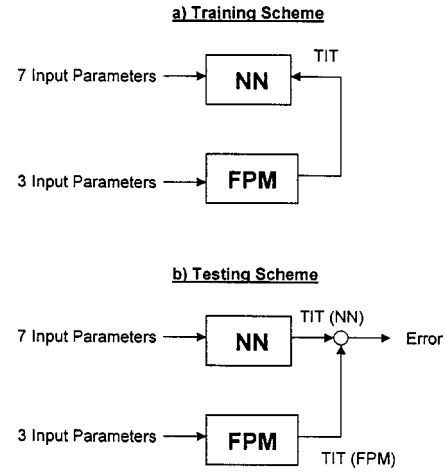 a) Training Scheme
TIT
7 Input Parameters
NN
3 Input Parameters
FPM
b) Testing Scheme
TIT (NN)
7 Input Parameters
NN
Error
3 Input Parameters
FPM
TIT (FPM)